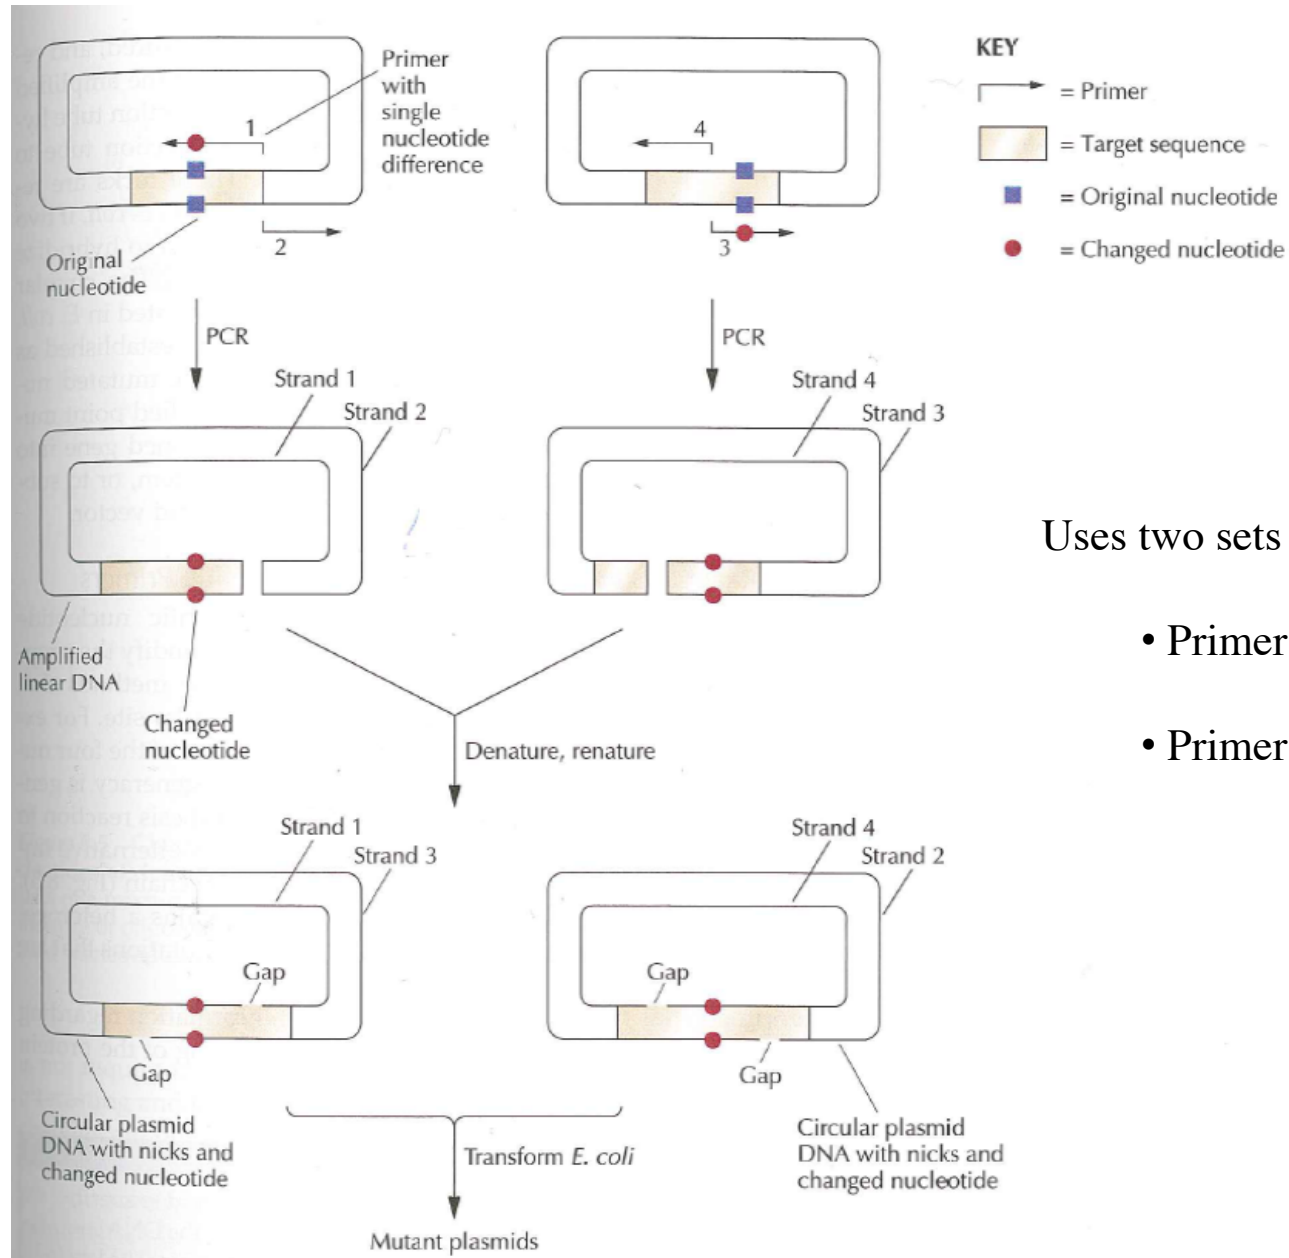 Primer
with
single
nucleotide
difference
1
2
Original
nucleotide
PCR
4
3
PCR
KEY
= Primer
= Target sequence
= Original nucleotide
= Changed nucleotide
Strand 1
Strand 2
Amplified
linear DNA
Changed
nucleotide
Strand 4
Strand 3
Uses two sets
• Primer
• Primer
Denature, renature
Strand 1
Strand 3
Gap
Gap
Circular plasmid
DNA with nicks and
changed nucleotide
Strand 4
Strand 2
Gap
Gap
Circular plasmid
DNA with nicks and
changed nucleotide
Transform E. coli
Mutant plasmids